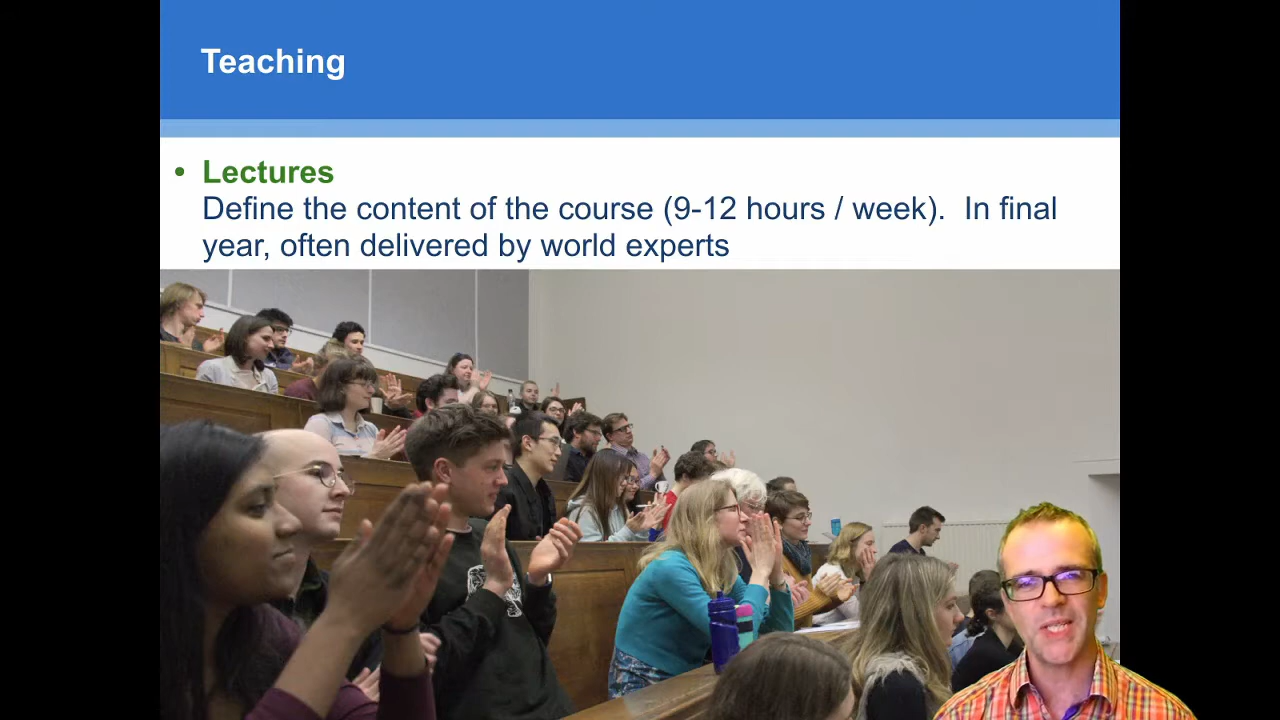 Teaching
• Lectures
Define the content of the course (9-12 hours / week).  In final
year, often delivered by world experts